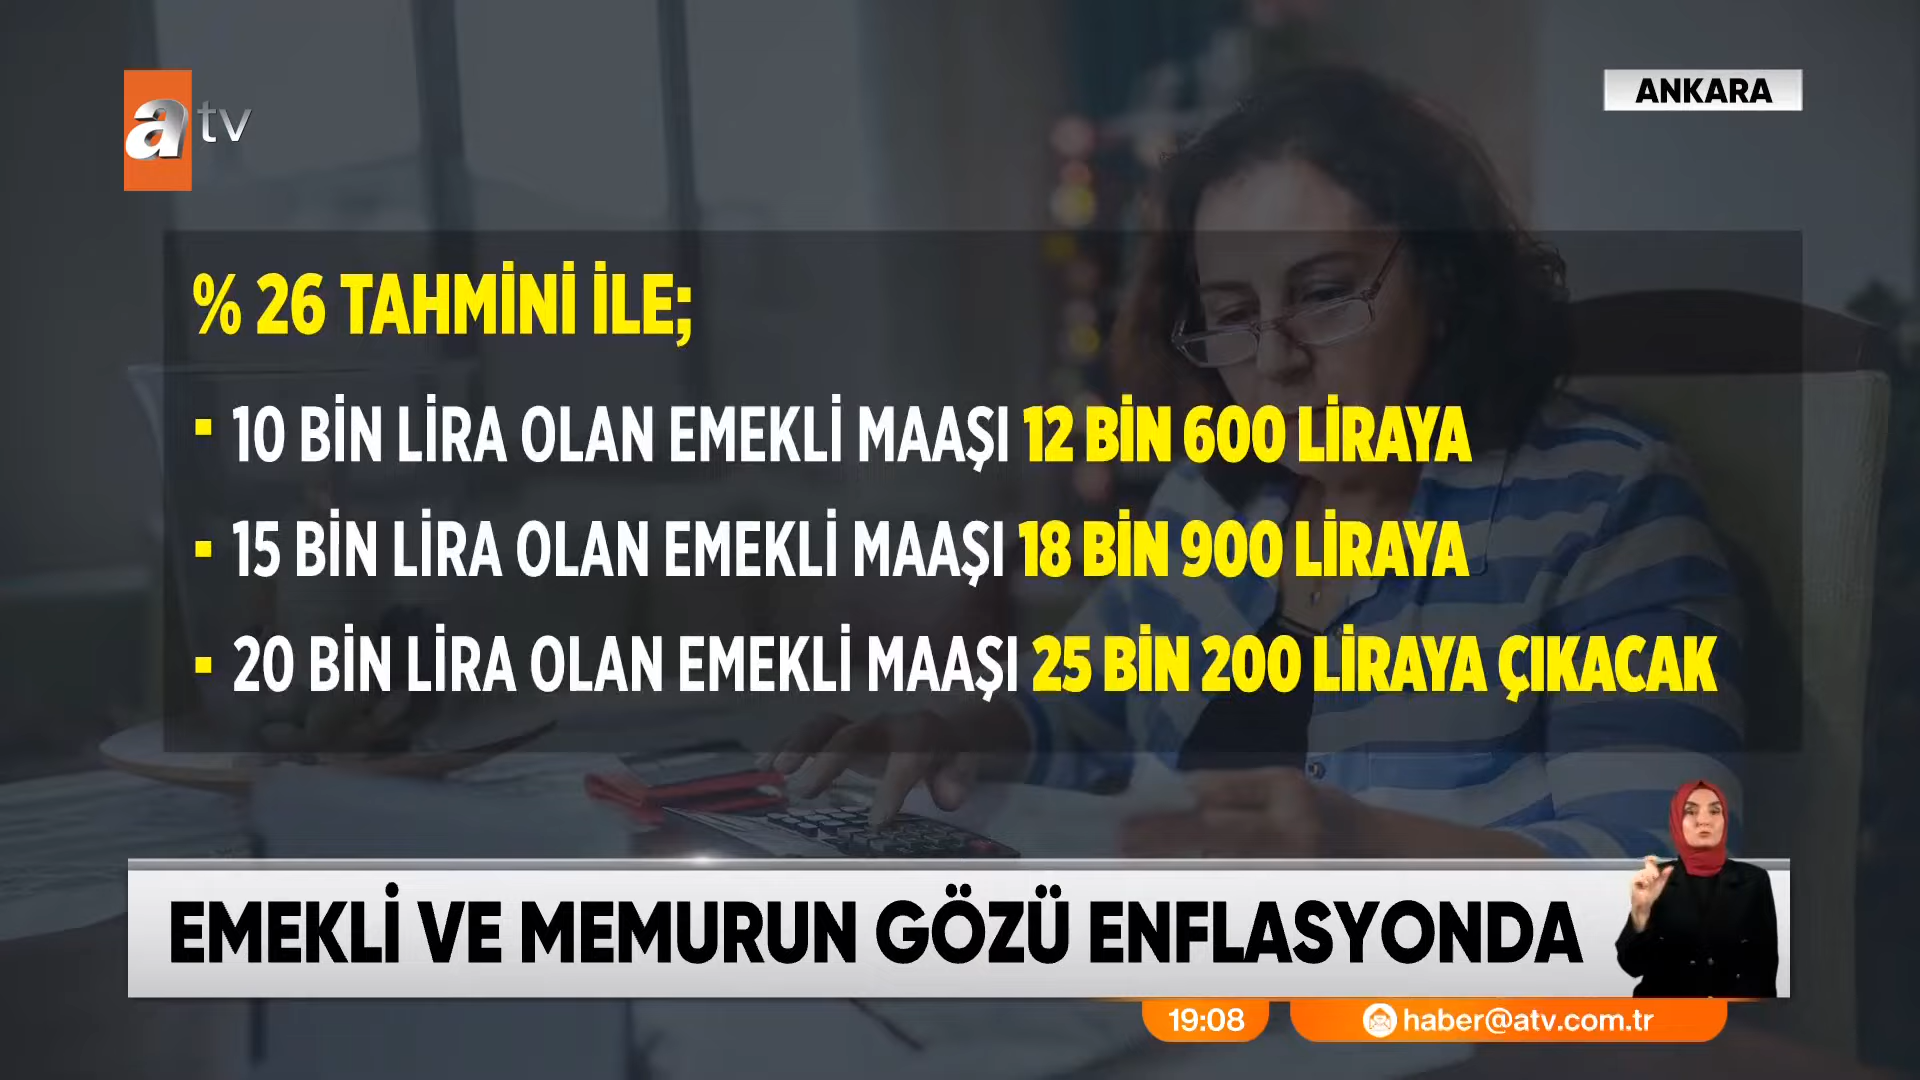 atv
ANKARA
% 26 TAHMİNİ İLE;
10 BİN LİRA OLAN EMEKLİ MAAŞI 12 BİN 600 LİRAYA
15 BİN LİRA OLAN EMEKLİ MAAŞI 18 BİN 900 LİRAYA
20 BİN LİRA OLAN EMEKLİ MAAŞI 25 BİN 200 LİRAYA ÇIKACAK
EMEKLİ VE MEMURUN GÖZÜ ENFLASYONDA
19:08
haber@atv.com.tr